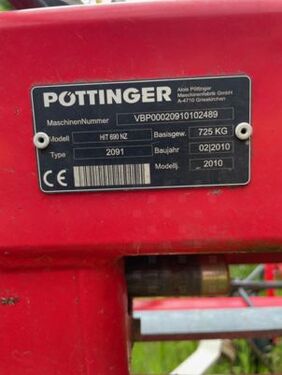 PÖTTINGER
Alois Pöttinger
Maschinenfabrik GmbH
A-4710 Grieskirchen
MaschinenNummer VBP00020910102489
Modell HIT 690 NZ Basisgew. 725 KG
Type 2091 Baujahr 02|2010
Modellj. 2010
CE